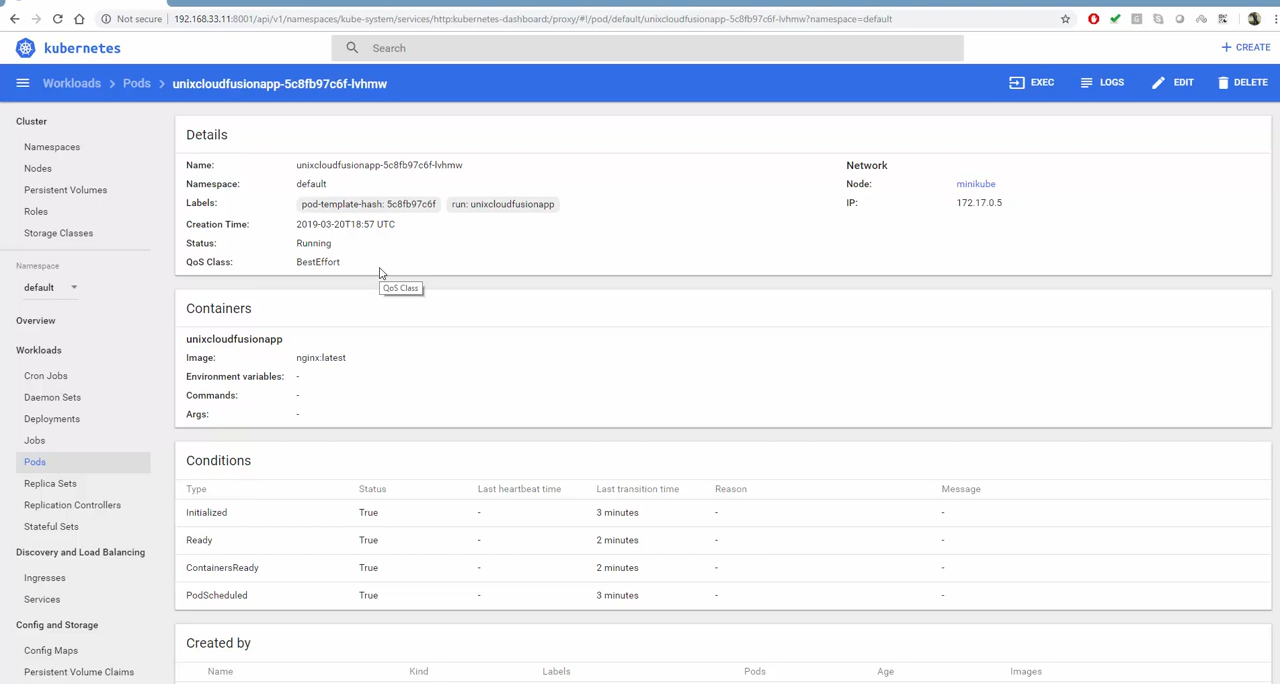 Not secure 192.168.33.11:8001/api/v1/namespaces/kube-system/services/http:kubernetes-dashboard:/proxy/#!/pod/default/unixcloudfusionapp-5c8fb97c6f-lvhmw?namespace=default
kubernetes
Search
+ CREATE
Workloads > Pods > unixcloudfusionapp-5c8fb97c6f-lvhmw
EXEC
LOGS
EDIT
DELETE
Cluster
Namespaces
Nodes
Persistent Volumes
Roles
Storage Classes
Namespace
default
Overview
Workloads
Cron Jobs
Daemon Sets
Deployments
Jobs
Pods
Replica Sets
Replication Controllers
Stateful Sets
Discovery and Load Balancing
Ingresses
Services
Config and Storage
Config Maps
Persistent Volume Claims
Details
Name: unixcloudfusionapp-5c8fb97c6f-lvhmw
Namespace: default
Labels: pod-template-hash: 5c8fb97c6f run: unixcloudfusionapp
Creation Time: 2019-03-20T18:57 UTC
Status: Running
QoS Class: BestEffort
QoS Class
Network
Node: minikube
IP: 172.17.0.5
Containers
unixcloudfusionapp
Image: nginx:latest
Environment variables: -
Commands: -
Args: -
Conditions
Type Status Last heartbeat time Last transition time Reason Message
Initialized True - 3 minutes - -
Ready True - 2 minutes - -
ContainersReady True - 2 minutes - -
PodScheduled True - 3 minutes - -
Created by
Name Kind Labels Pods Age Images